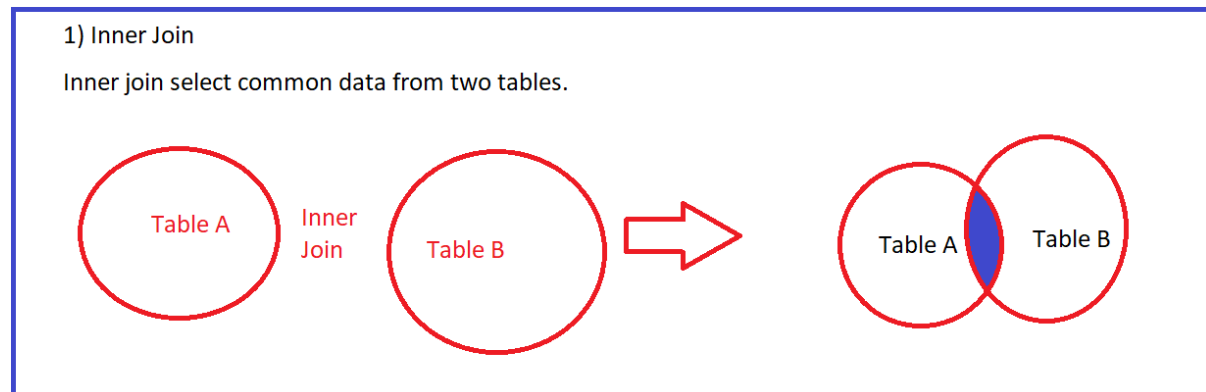 1) Inner Join
Inner join select common data from two tables.
Table A
Inner
Join
Table B
Table A
Table B